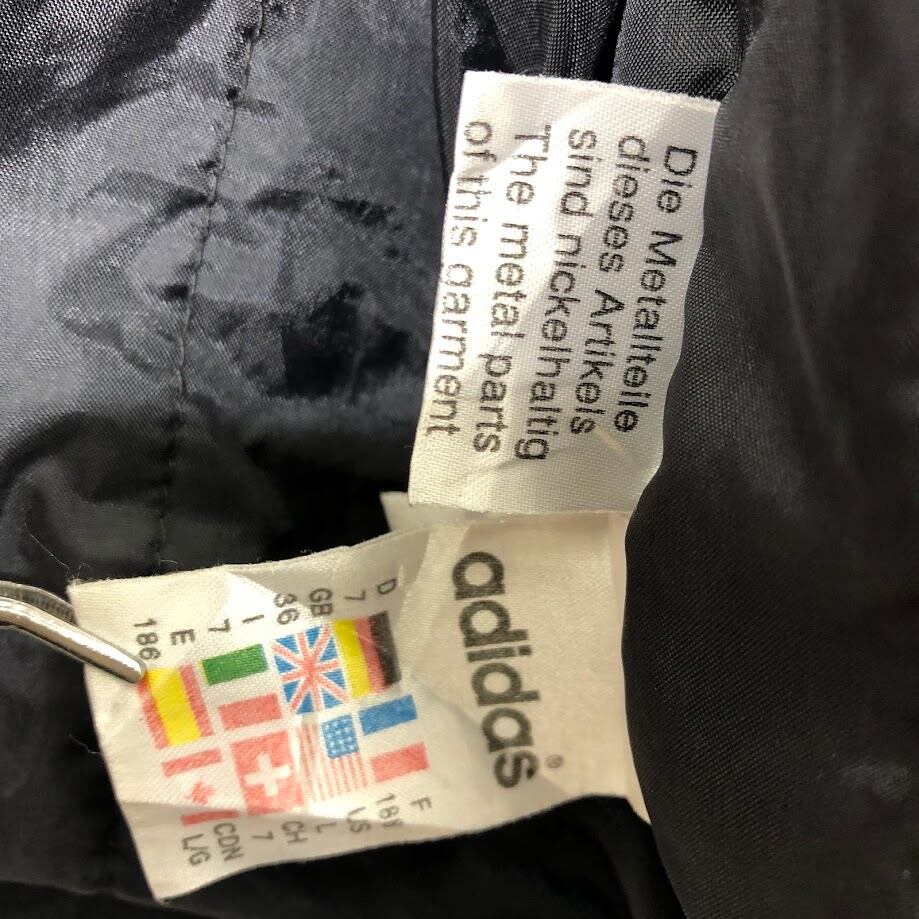 Die Metallteile
dieses Artikels
sind nickelhaltig
The metal parts
of this garment
adidas®
D
7
GB
36
I
7
E
186
F
US
L
CH
7
CDN
L/G